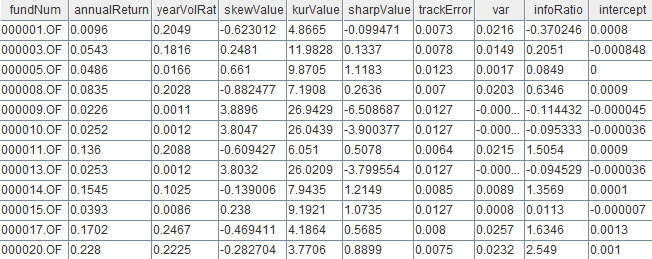 fundNum annualReturn yearVolRat skewValue kurValue sharpValue trackError var infoRatio intercept
000001.OF 0.0096 0.2049 -0.623012 4.8665 -0.099471 0.0073 0.0216 -0.370246 0.0008
000003.OF 0.0543 0.1816 0.2481 11.9828 0.1337 0.0078 0.0149 0.2051 -0.000848
000005.OF 0.0486 0.0166 0.661 9.8705 1.1183 0.0123 0.0017 0.0849 0
000008.OF 0.0835 0.2028 -0.882477 7.1908 0.2636 0.007 0.0203 0.6346 0.0009
000009.OF 0.0226 0.0011 3.8896 26.9429 -6.508687 0.0127 -0.000... -0.114432 -0.000045
000010.OF 0.0252 0.0012 3.8047 26.0439 -3.900377 0.0127 -0.000... -0.095333 -0.000036
000011.OF 0.136 0.2088 -0.609427 6.051 0.5078 0.0064 0.0215 1.5054 0.0009
000013.OF 0.0253 0.0012 3.8032 26.0209 -3.799554 0.0127 -0.000... -0.094529 -0.000036
000014.OF 0.1545 0.1025 -0.139006 7.9435 1.2149 0.0085 0.0089 1.3569 0.0001
000015.OF 0.0393 0.0086 0.238 9.1921 1.0735 0.0127 0.0008 0.0113 -0.000007
000017.OF 0.1702 0.2467 -0.469411 4.1864 0.5685 0.008 0.0257 1.6346 0.0013
000020.OF 0.228 0.2225 -0.282704 3.7706 0.8899 0.0075 0.0232 2.549 0.001